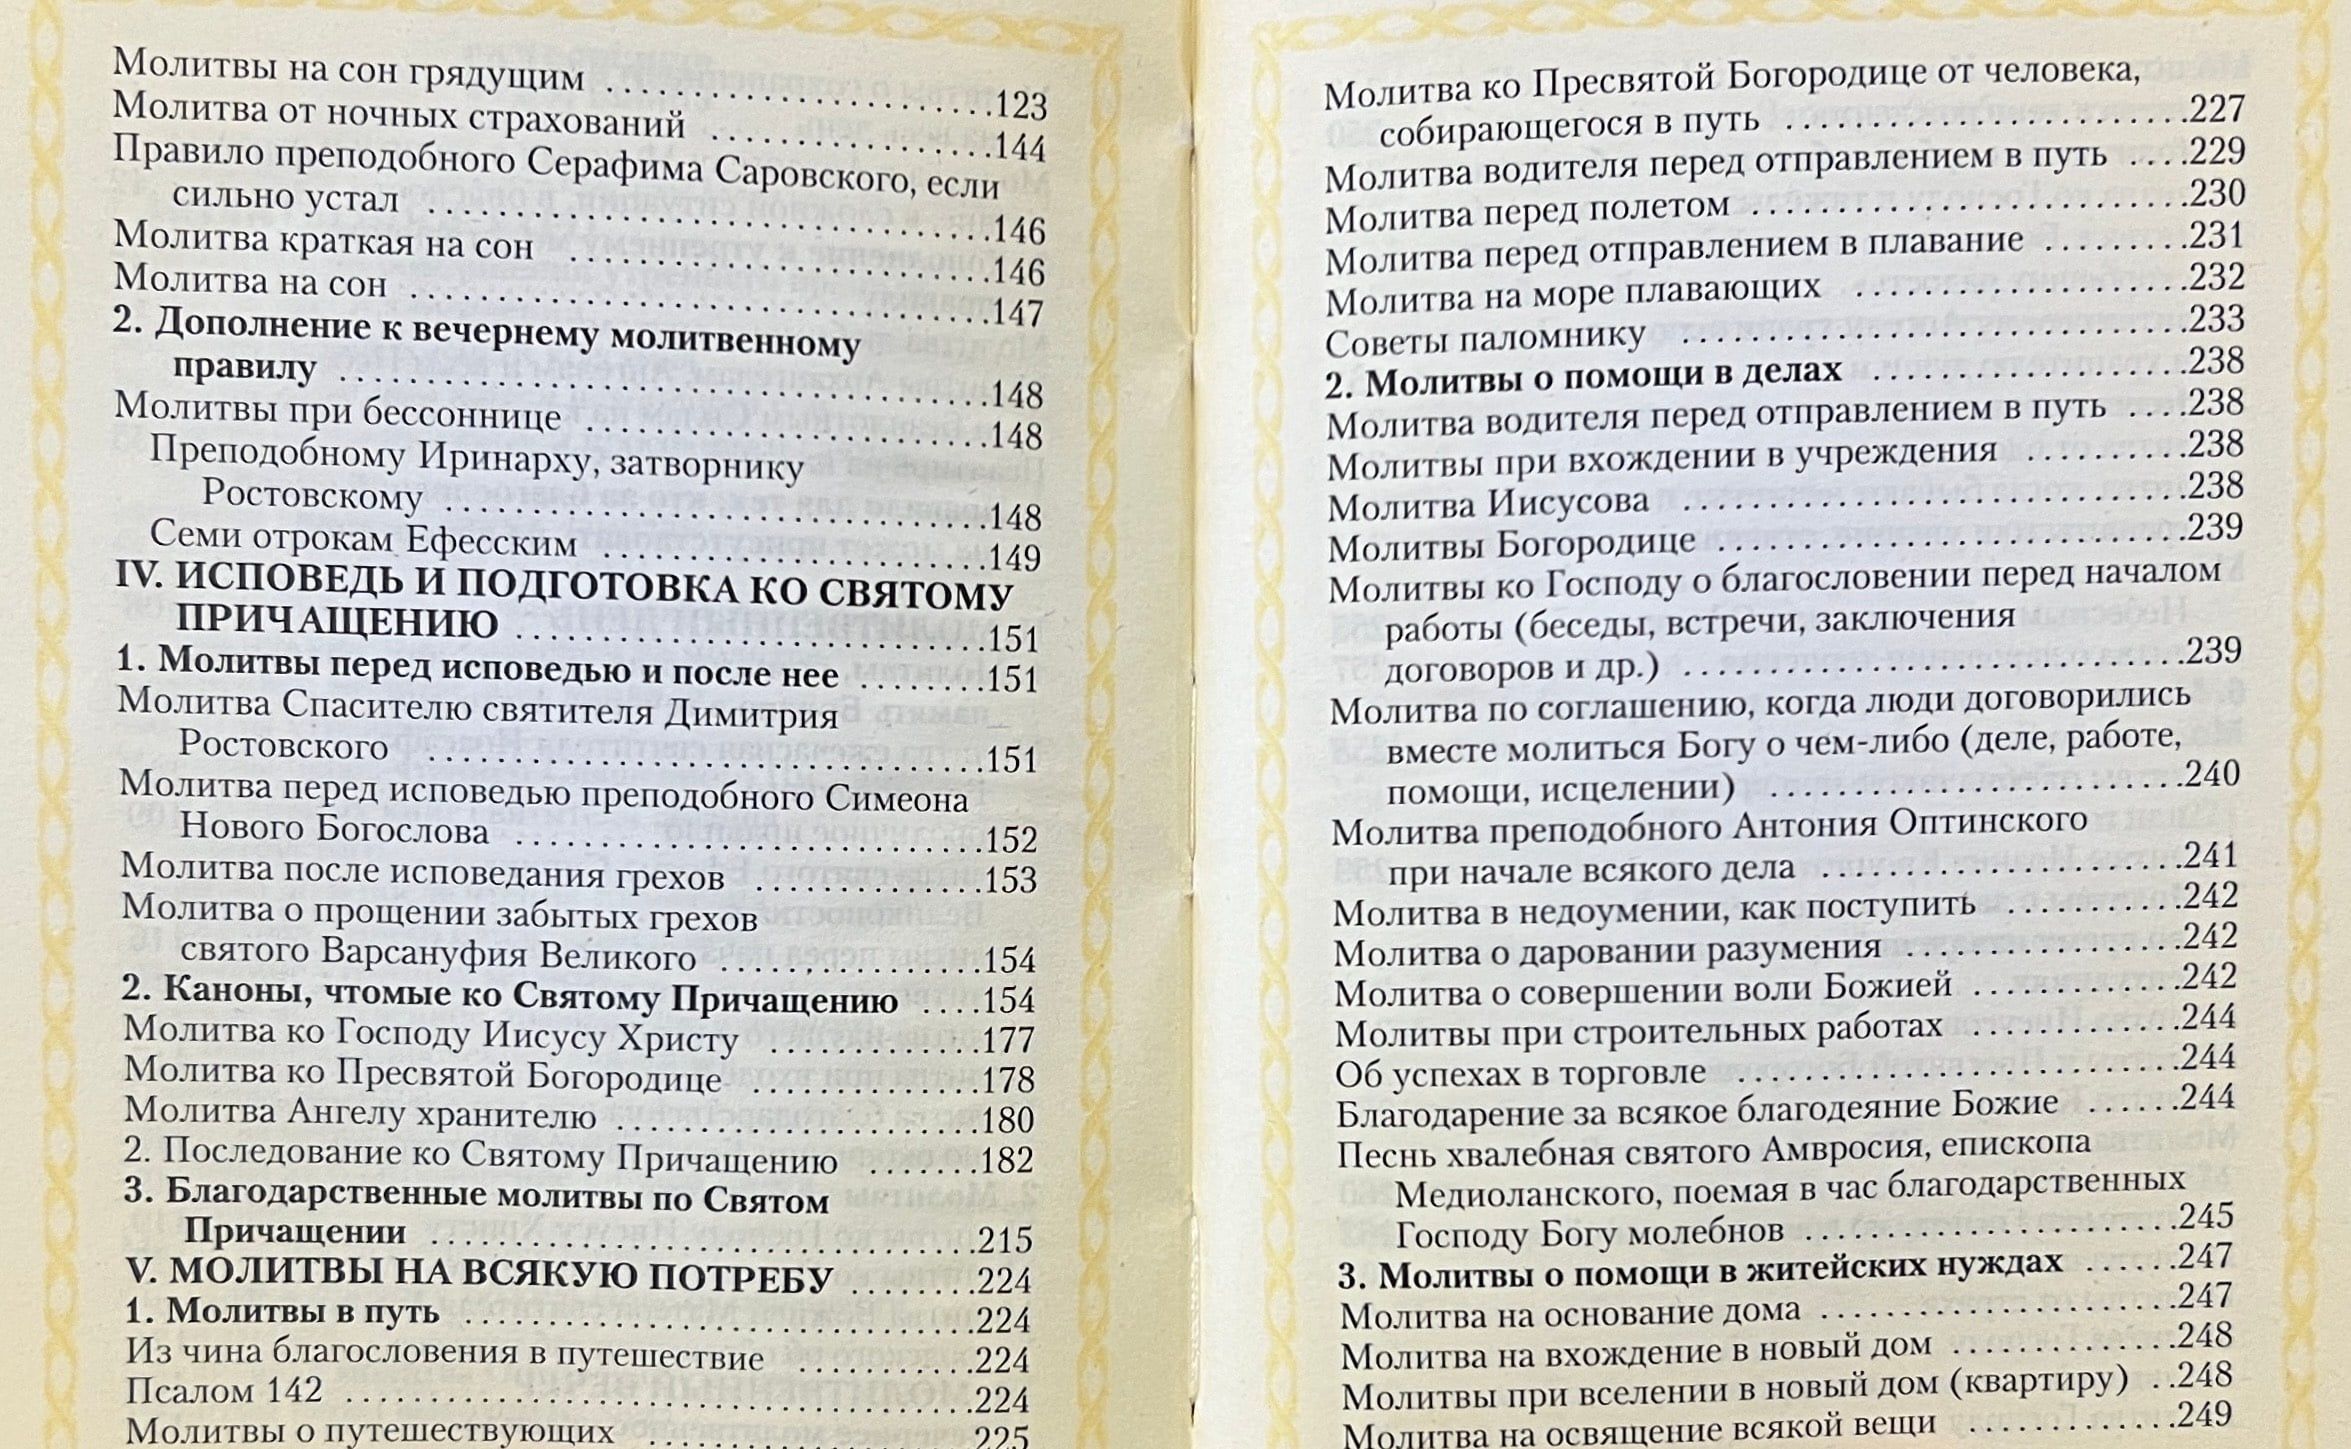 Молитвы на сон грядущим ........................123
Молитва от ночных страхований .................144
Правило преподобного Серафима Саровского, если
сильно устал ...................................146
Молитва краткая на сон ..........................146
Молитва на сон ...................................147
2. Дополнение к вечернему молитвенному
правилу .......................................148
Молитвы при бессоннице ........................148
Преподобному Иринарху, затворнику
Ростовскому .................................148
Семи отрокам Ефесским ........................149
IV. ИСПОВЕДЬ И ПОДГОТОВКА КО СВЯТОМУ
ПРИЧАЩЕНИЮ .............................151
1. Молитвы перед исповедью и после нее ........151
Молитва Спасителю святителя Димитрия
Ростовского ..................................151
Молитва перед исповедью преподобного Симеона
Нового Богослова ............................152
Молитва после исповедания грехов ..............153
Молитва о прощении забытых грехов
святого Варсануфия Великого ................154
2. Каноны, чтомые ко Святому Причащению ....154
Молитва ко Господу Иисусу Христу .............177
Молитва ко Пресвятой Богородице ..............178
Молитва Ангелу хранителю ......................180
2. Последование ко Святому Причащению .......182
3. Благодарственные молитвы по Святом
Причащении .................................215
V. МОЛИТВЫ НА ВСЯКУЮ ПОТРЕБУ .........224
1. Молитвы в путь ................................224
Из чина благословения в путешествие ...........224
Псалом 142 ......................................224
Молитвы о путешествующих ....................225
Молитва ко Пресвятой Богородице от человека,
собирающегося в путь ........................227
Молитва водителя перед отправлением в путь ....229
Молитва перед полетом ..........................230
Молитва перед отправлением в плавание .........231
Молитва на море плавающих ....................232
Советы паломнику ...............................233
2. Молитвы о помощи в делах ...................238
Молитва водителя перед отправлением в путь ....238
Молитвы при вхождении в учреждения ..........238
Молитва Иисусова ...............................238
Молитвы Богородице .............................239
Молитвы ко Господу о благословении перед началом
работы (беседы, встречи, заключения
договоров и др.) ...............................239
Молитва по соглашению, когда люди договорились
вместе молиться Богу о чем-либо (деле, работе,
помощи, исцелении) ..........................240
Молитва преподобного Антония Оптинского
при начале всякого дела ......................241
Молитва в недоумении, как поступить ...........242
Молитва о даровании разумения .................242
Молитва о совершении воли Божией .............242
Молитвы при строительных работах .............244
Об успехах в торговле ............................244
Благодарение за всякое благодеяние Божие ......244
Песнь хвалебная святого Амвросия, епископа
Медиоланского, поемая в час благодарственных
Господу Богу молебнов .......................245
3. Молитвы о помощи в житейских нуждах ......247
Молитва на основание дома .....................247
Молитва на вхождение в новый дом .............248
Молитвы при вселении в новый дом (квартиру) ..248
Молитва на освящение всякой вещи .............249